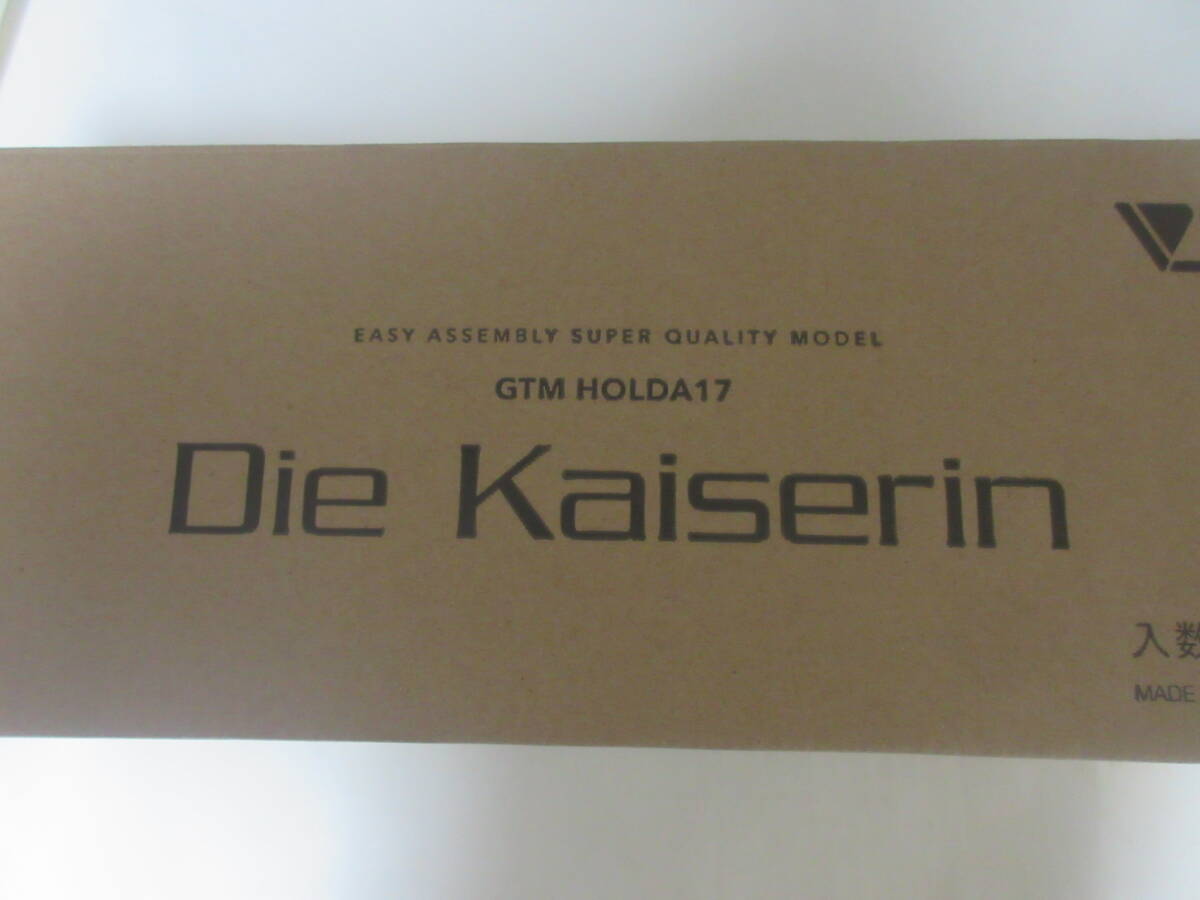 EASY ASSEMBLY SUPER QUALITY MODEL
GTM HOLDA17
Die Kaiserin
入数
MADE